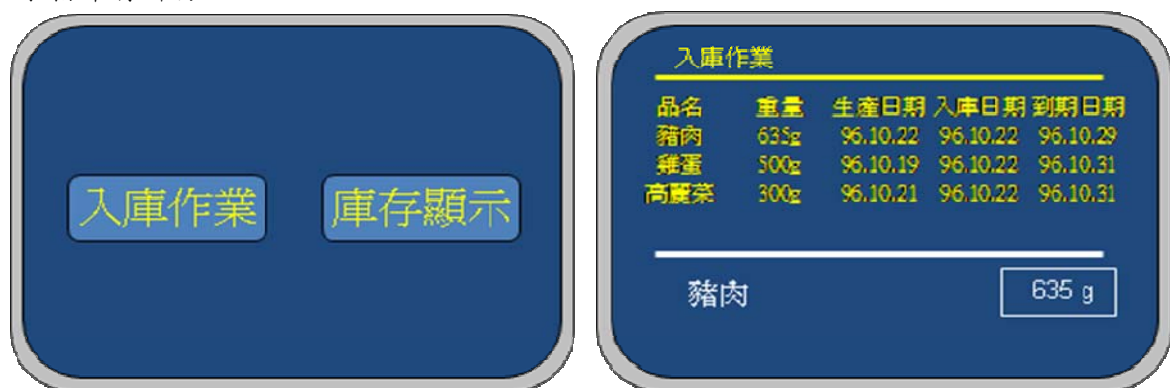 入庫作業 庫存顯示
入庫作業
品名 重量 生產日期 入庫日期 到期日期
豬肉 635g 96.10.22 96.10.22 96.10.29
雞蛋 500g 96.10.19 96.10.22 96.10.31
高麗菜 300g 96.10.21 96.10.22 96.10.31
豬肉 635 g